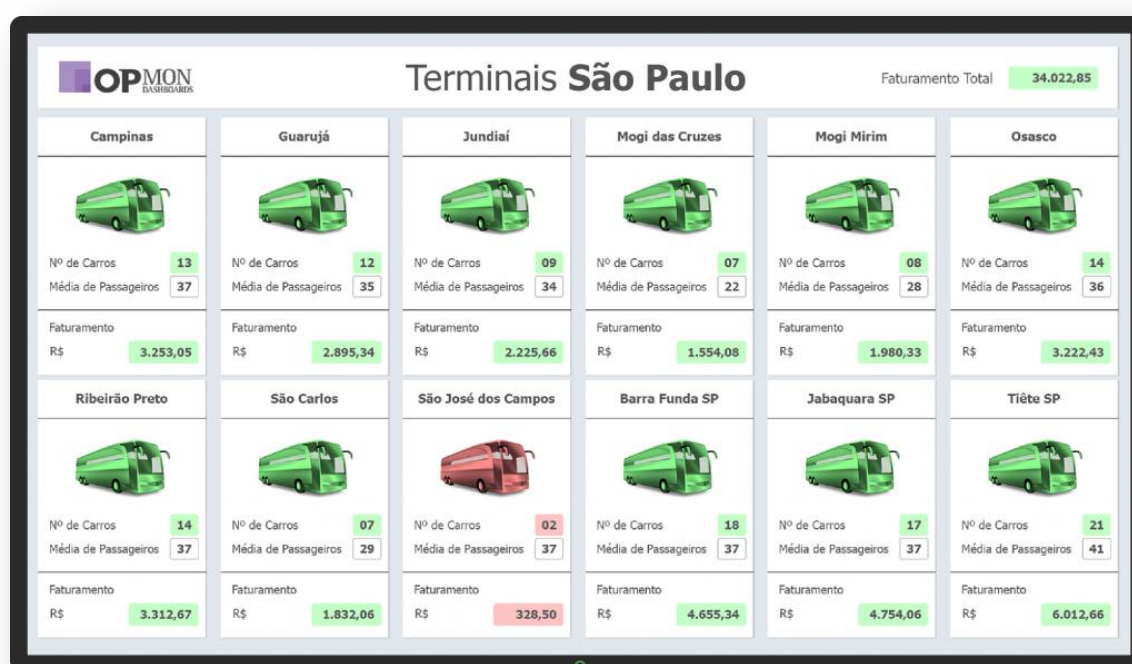 OPMON
DASHBOARDS
Terminais São Paulo
Faturamento Total 34.022,85
Campinas
Nº de Carros 13
Média de Passageiros 37
Faturamento
R$ 3.253,05
Guarujá
Nº de Carros 12
Média de Passageiros 35
Faturamento
R$ 2.895,34
Jundiaí
Nº de Carros 09
Média de Passageiros 34
Faturamento
R$ 2.225,66
Mogi das Cruzes
Nº de Carros 07
Média de Passageiros 22
Faturamento
R$ 1.554,08
Mogi Mirim
Nº de Carros 08
Média de Passageiros 28
Faturamento
R$ 1.980,33
Osasco
Nº de Carros 14
Média de Passageiros 36
Faturamento
R$ 3.222,43
Ribeirão Preto
Nº de Carros 14
Média de Passageiros 37
Faturamento
R$ 3.312,67
São Carlos
Nº de Carros 07
Média de Passageiros 29
Faturamento
R$ 1.832,06
São José dos Campos
Nº de Carros 02
Média de Passageiros 37
Faturamento
R$ 328,50
Barra Funda SP
Nº de Carros 18
Média de Passageiros 37
Faturamento
R$ 4.655,34
Jabaquara SP
Nº de Carros 17
Média de Passageiros 37
Faturamento
R$ 4.754,06
Tiête SP
Nº de Carros 21
Média de Passageiros 41
Faturamento
R$ 6.012,66